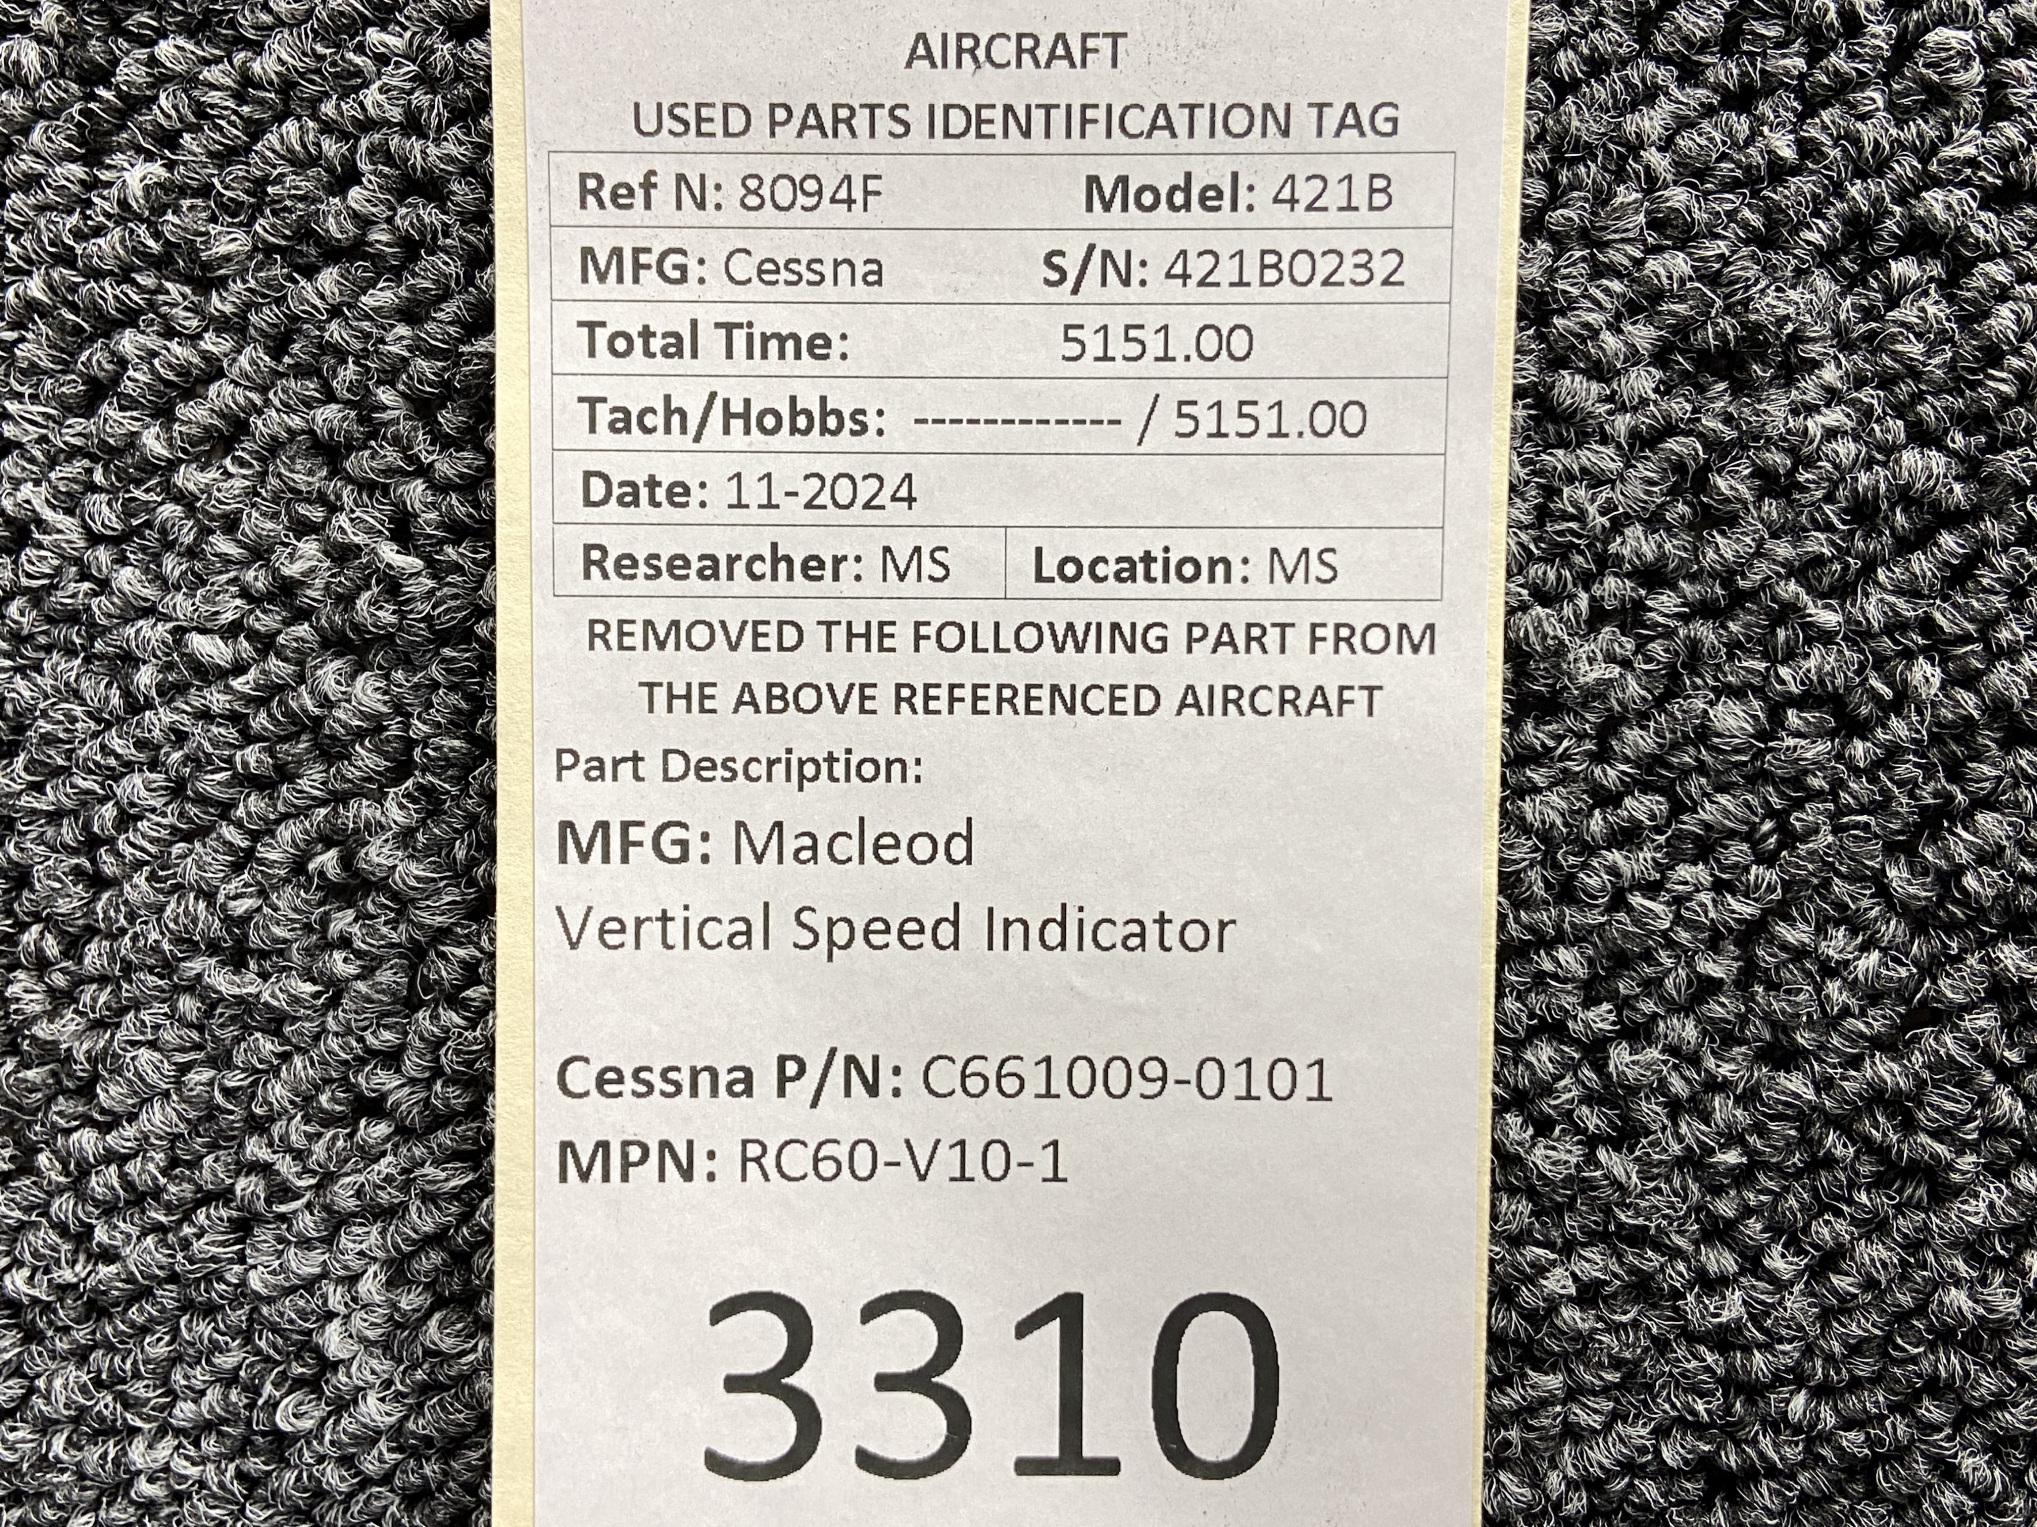 AIRCRAFT
USED PARTS IDENTIFICATION TAG
Ref N: 8094F Model: 421B
MFG: Cessna S/N: 421B0232
Total Time: 5151.00
Tach/Hobbs: ------------ / 5151.00
Date: 11-2024
Researcher: MS Location: MS
REMOVED THE FOLLOWING PART FROM
THE ABOVE REFERENCED AIRCRAFT
Part Description:
MFG: Macleod
Vertical Speed Indicator
Cessna P/N: C661009-0101
MPN: RC60-V10-1
3310